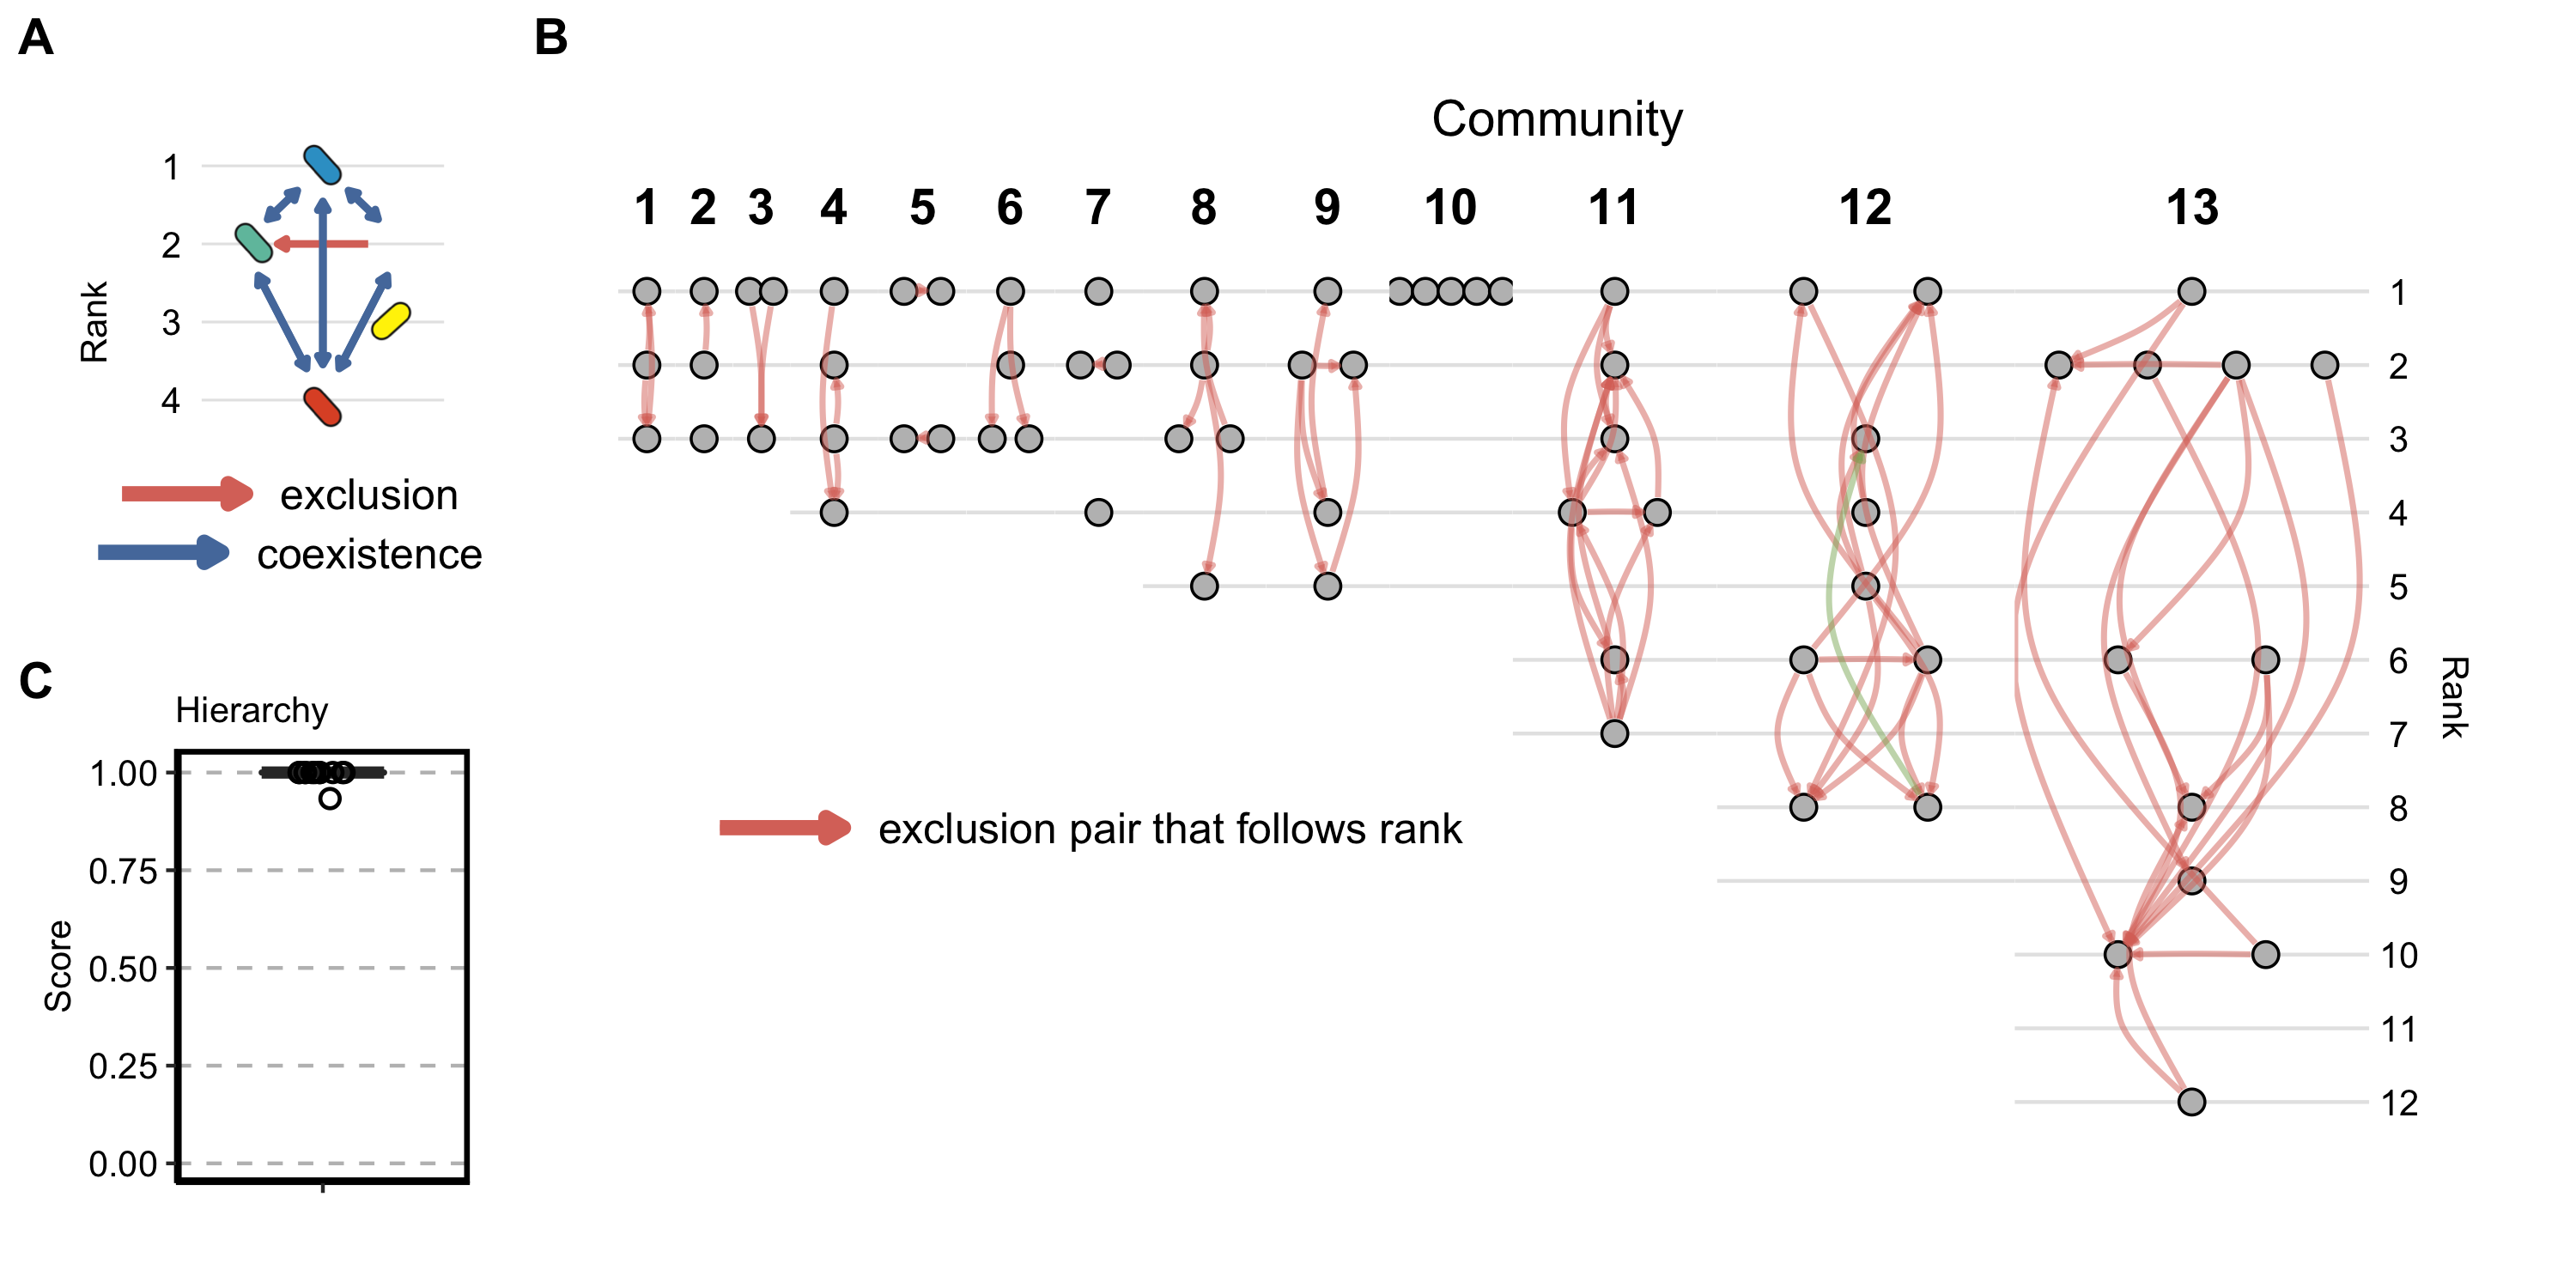 A
Rank
1
2
3
4
exclusion
coexistence
B
Community
1 2 3 4 5 6 7 8 9 10 11 12 13
1
2
3
4
5
6
7
8
9
10
11
12
Rank
exclusion pair that follows rank
C
Hierarchy
Score
1.00
0.75
0.50
0.25
0.00